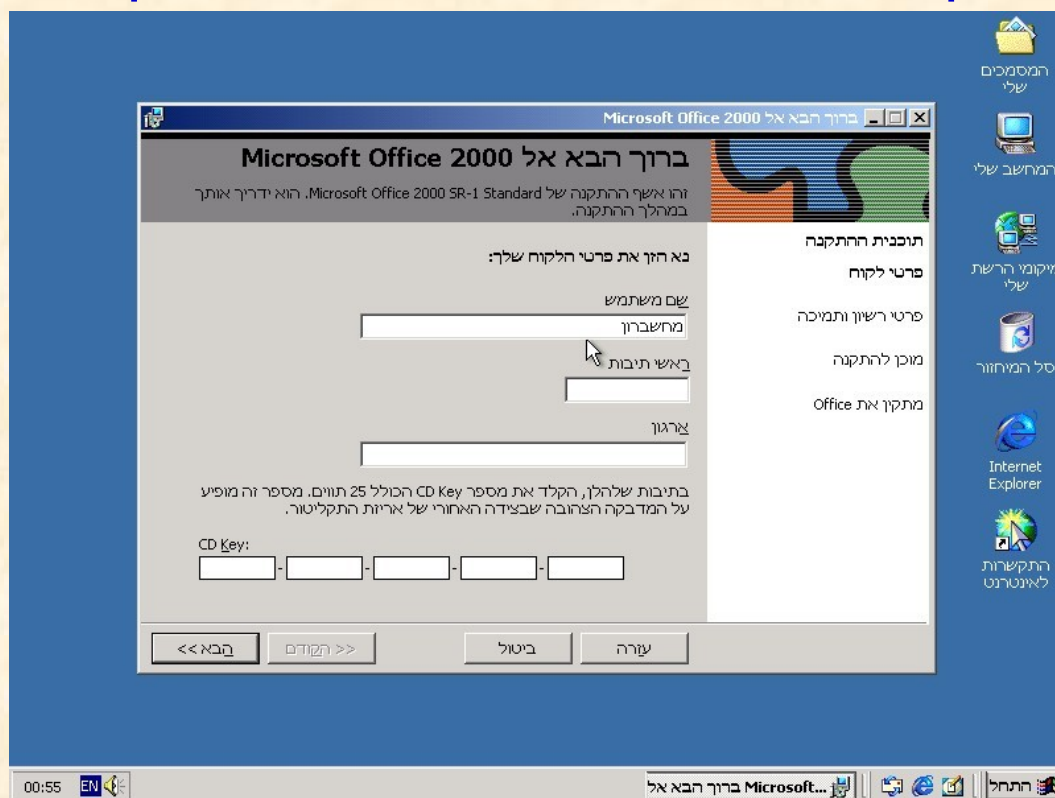 המסמכים
שלי
המחשב שלי
מיקומי הרשת
שלי
סל המיחזור
Internet
Explorer
התקשרות
לאינטרנט
ברוך הבא אל Microsoft Office 2000
ברוך הבא אל Microsoft Office 2000
זהו אשף ההתקנה של Microsoft Office 2000 SR-1 Standard. הוא ידריך אותך
במהלך ההתקנה.
תוכנית ההתקנה
פרטי לקוח
פרטי רשיון ותמיכה
מוכן להתקנה
מתקין את Office
נא הזן את פרטי הלקוח שלך:
שם משתמש
מחשברון
ראשי תיבות
ארגון
בתיבות שלהלן, הקלד את מספר CD Key הכולל 25 תווים. מספר זה מופיע
על המדבקה הצהובה שבצידה האחורי של אריזת התקליטור.
CD Key:
- - - -
עזרה
ביטול
<< הקודם
הבא >>
התחל
ברוך הבא אל Microsoft...
EN
00:55